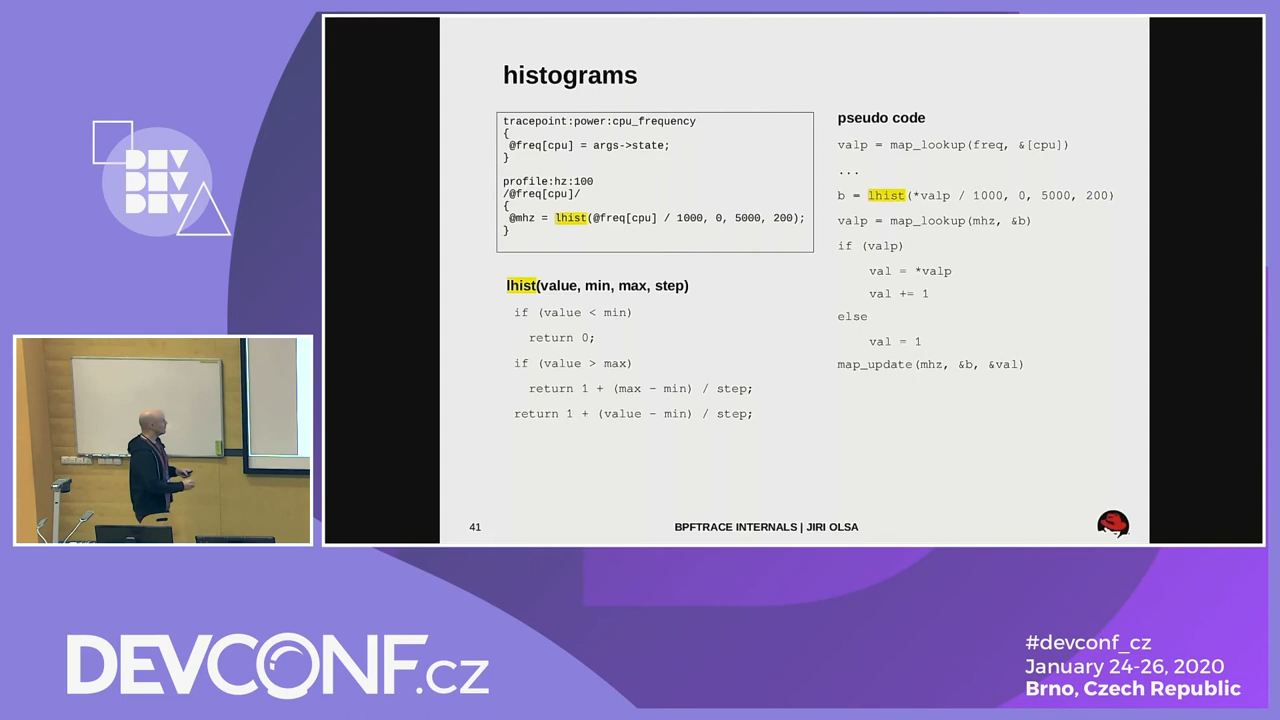 DEV
DEV
DEV
histograms
tracepoint:power:cpu_frequency
{
@freq[cpu] = args->state;
}
profile:hz:100
/@freq[cpu]/
{
@mhz = lhist(@freq[cpu] / 1000, 0, 5000, 200);
}
lhist(value, min, max, step)
if (value < min)
return 0;
if (value > max)
return 1 + (max - min) / step;
return 1 + (value - min) / step;
pseudo code
valp = map_lookup(freq, &[cpu])
...
b = lhist(*valp / 1000, 0, 5000, 200)
valp = map_lookup(mhz, &b)
if (valp)
val = *valp
val += 1
else
val = 1
map_update(mhz, &b, &val)
41
BPFTRACE INTERNALS | JIRI OLSA
DEVCONF.cz
#devconf_cz
January 24-26, 2020
Brno, Czech Republic